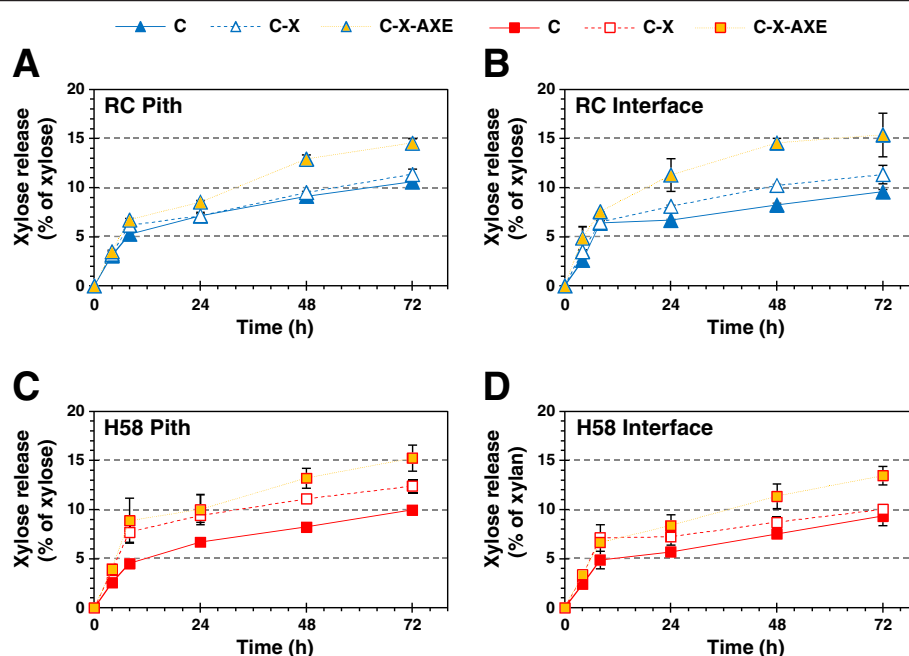 C C-X C-X-AXE C C-X C-X-AXE
A
RC Pith
Xylose release
(% of xylose)
20
15
10
5
0
0 24 48 72
Time (h)
B
RC Interface
Xylose release
(% of xylose)
20
15
10
5
0
0 24 48 72
Time (h)
C
H58 Pith
Xylose release
(% of xylose)
20
15
10
5
0
0 24 48 72
Time (h)
D
H58 Interface
Xylose release
(% of xylan)
20
15
10
5
0
0 24 48 72
Time (h)